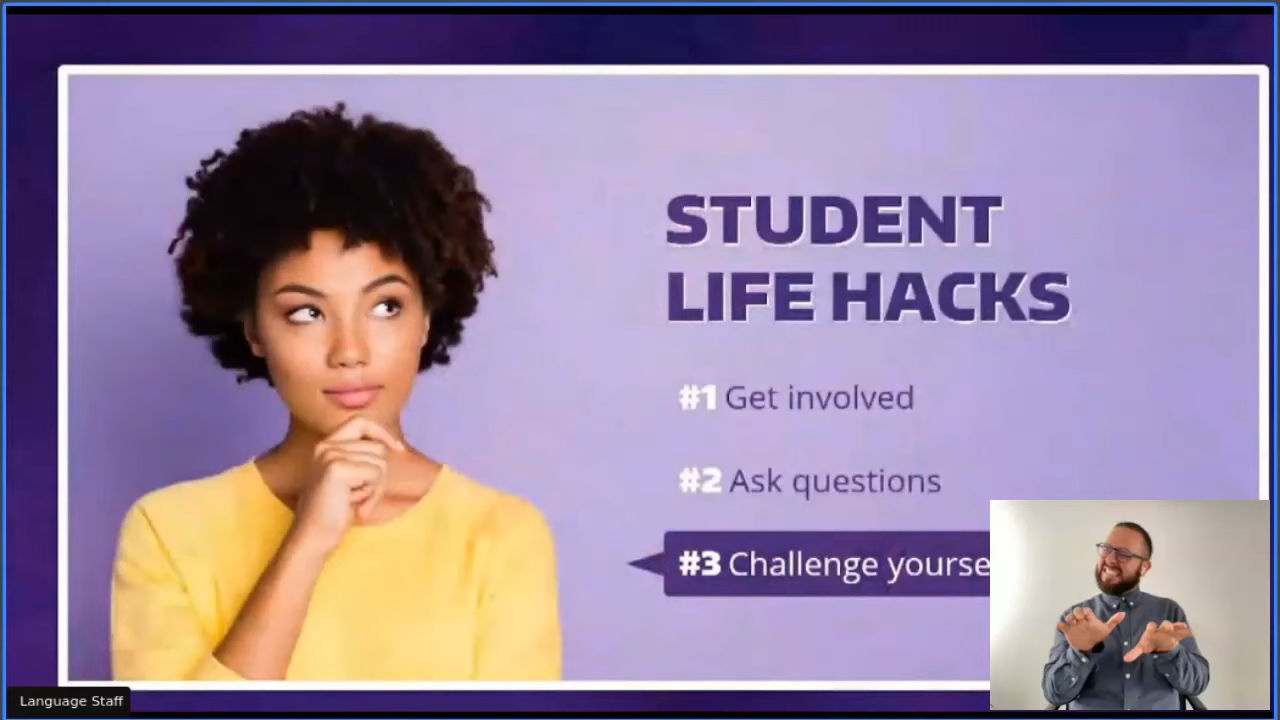 STUDENT
LIFE HACKS
#1 Get involved
#2 Ask questions
#3 Challenge yourse
Language Staff